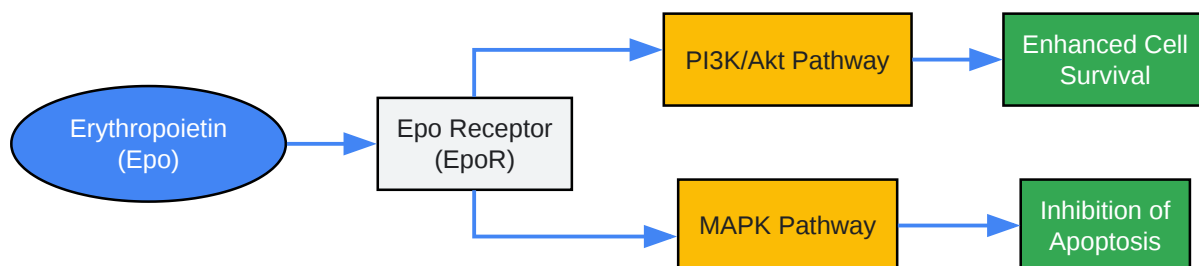 Erythropoietin
(Epo)
Epo Receptor
(EpoR)
PI3K/Akt Pathway
Enhanced Cell
Survival
MAPK Pathway
Inhibition of
Apoptosis